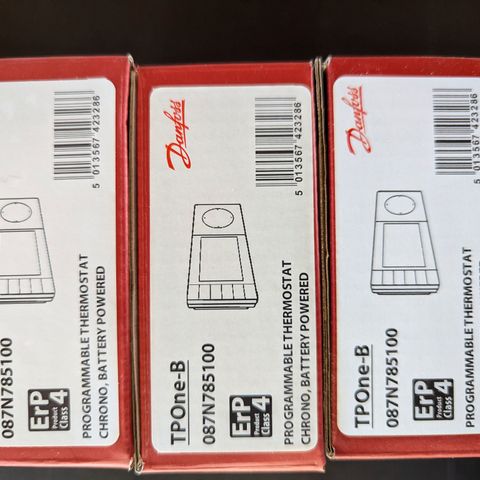 087N785100
ErP
Product
Class
4
PROGRAMMABLE THERMOSTAT
CHRONO, BATTERY POWERED
5 013567 423286
Danfoss
TPOne-B
087N785100
ErP
Product
Class
4
PROGRAMMABLE THERMOSTAT
CHRONO, BATTERY POWERED
5 013567 423286
Danfoss
TPOne-B
087N785100
ErP
Product
Class
4
PROGRAMMABLE THERMOSTAT
5 013567 423286